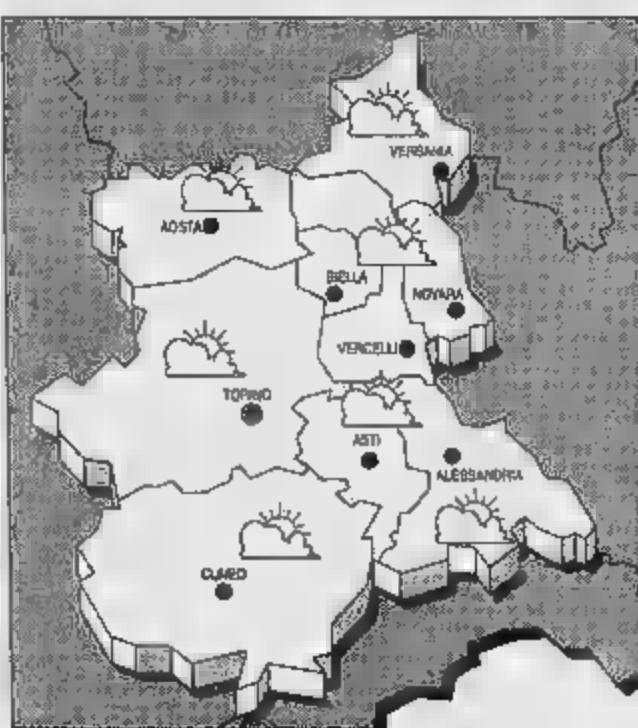 VERBANIA
AOSTA
BIELLA
NOVARA
VERCELLI
TORINO
ASTI
ALESSANDRIA
CUNEO